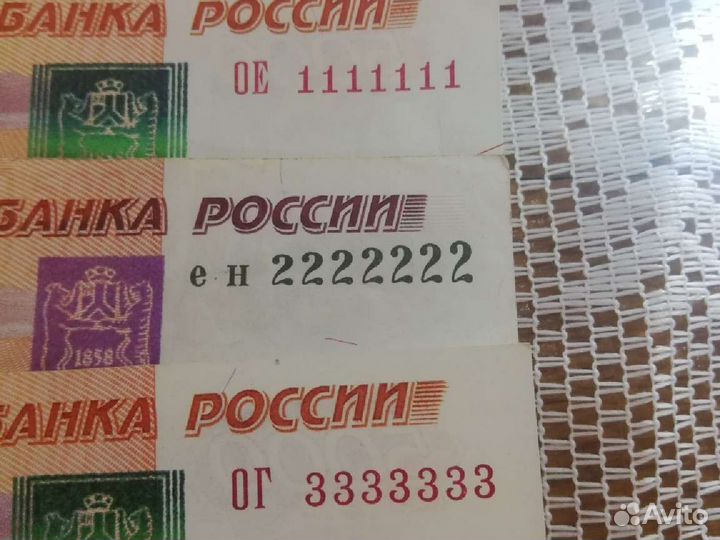 БАНКА РОССИИ
ОЕ 1111111
БАНКА РОССИИ
ен 2222222
1858
БАНКА РОССИИ
ОГ 3333333
Avito